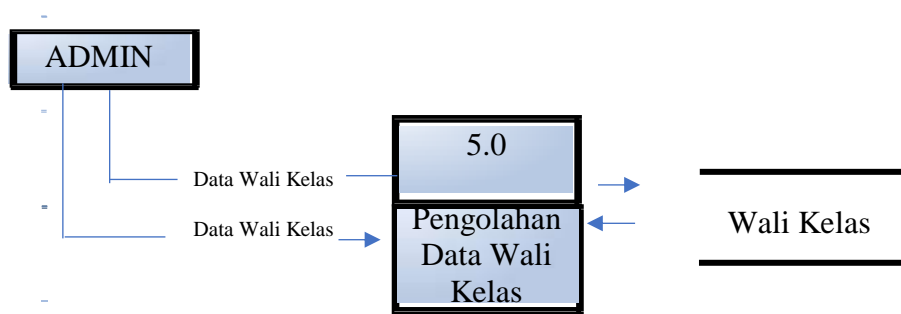 ADMIN
5.0
Data Wali Kelas
Data Wali Kelas
Pengolahan
Data Wali
Kelas
Wali Kelas